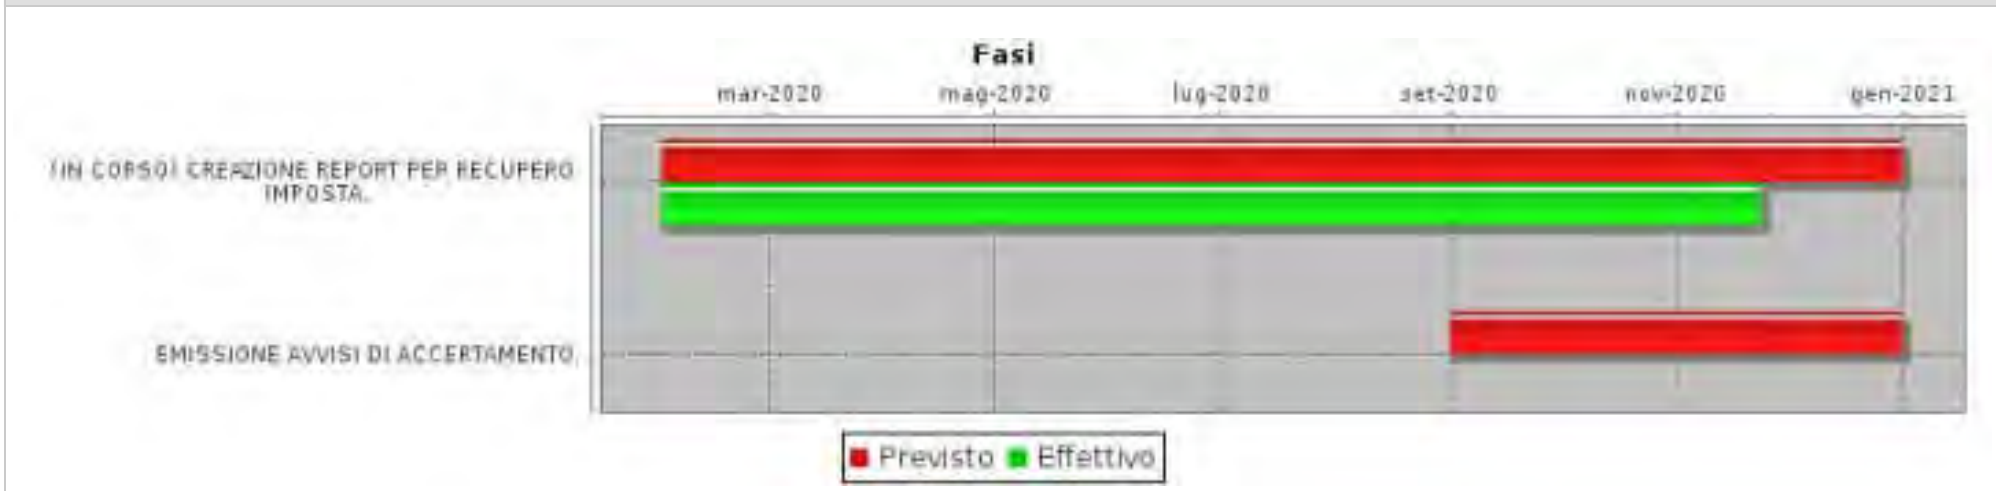 Fasi
mar-2020 mag-2020 lug-2020 set-2020 nov-2020 gen-2021
(IN CORSO) CREAZIONE REPORT PER RECUPERO
IMPOSTA.
EMISSIONE AVVISI DI ACCERTAMENTO.
Previsto Effettivo